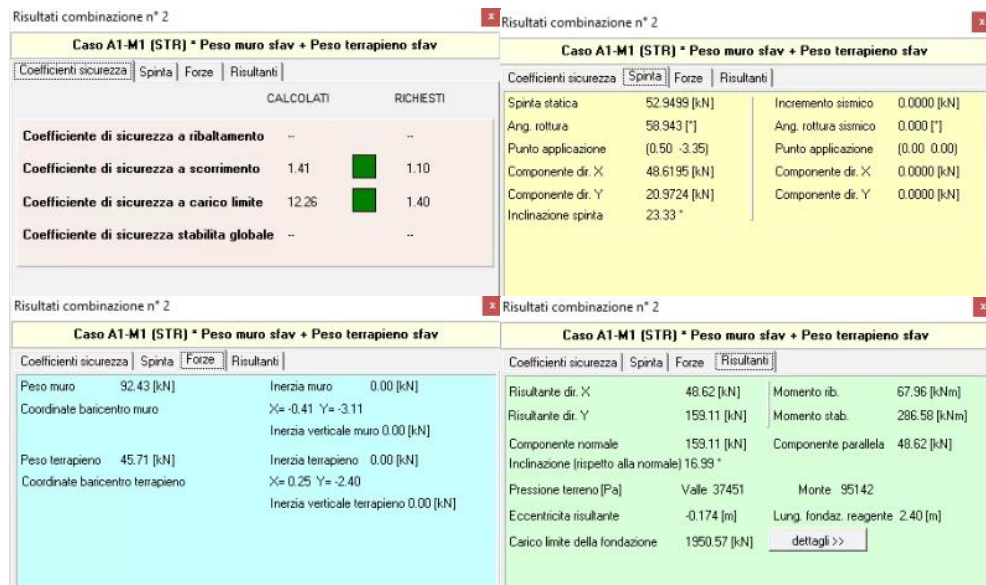 Risultati combinazione n° 2
x
Caso A1-M1 (STR) * Peso muro sfav + Peso terrapieno sfav
Coefficienti sicurezza Spinta Forze Risultanti
CALCOLATI RICHIESTI
Coefficiente di sicurezza a ribaltamento -- --
Coefficiente di sicurezza a scorrimento 1.41 1.10
Coefficiente di sicurezza a carico limite 12.26 1.40
Coefficiente di sicurezza stabilita globale -- --
Risultati combinazione n° 2
x
Caso A1-M1 (STR) * Peso muro sfav + Peso terrapieno sfav
Coefficienti sicurezza Spinta Forze Risultanti
Spinta statica 52.9499 [kN] Incremento sismico 0.0000 [kN]
Ang. rottura 58.943 [°] Ang. rottura sismico 0.000 [°]
Punto applicazione (0.50 -3.35) Punto applicazione (0.00 0.00)
Componente dir. X 48.6195 [kN] Componente dir. X 0.0000 [kN]
Componente dir. Y 20.9724 [kN] Componente dir. Y 0.0000 [kN]
Inclinazione spinta 23.33 °
Risultati combinazione n° 2
x
Caso A1-M1 (STR) * Peso muro sfav + Peso terrapieno sfav
Coefficienti sicurezza Spinta Forze Risultanti
Peso muro 92.43 [kN] Inerzia muro 0.00 [kN]
Coordinate baricentro muro X= -0.41 Y= -3.11
Inerzia verticale muro 0.00 [kN]
Peso terrapieno 45.71 [kN] Inerzia terrapieno 0.00 [kN]
Coordinate baricentro terrapieno X= 0.25 Y= -2.40
Inerzia verticale terrapieno 0.00 [kN]
Risultati combinazione n° 2
x
Caso A1-M1 (STR) * Peso muro sfav + Peso terrapieno sfav
Coefficienti sicurezza Spinta Forze Risultanti
Risultante dir. X 48.62 [kN] Momento rib. 67.96 [kNm]
Risultante dir. Y 159.11 [kN] Momento stab. 286.58 [kNm]
Componente normale 159.11 [kN] Componente parallela 48.62 [kN]
Inclinazione (rispetto alla normale) 16.99 °
Pressione terreno [Pa] Valle 37451 Monte 95142
Eccentricita risultante -0.174 [m] Lung. fondaz. reagente 2.40 [m]
Carico limite della fondazione 1950.57 [kN] dettagli >>